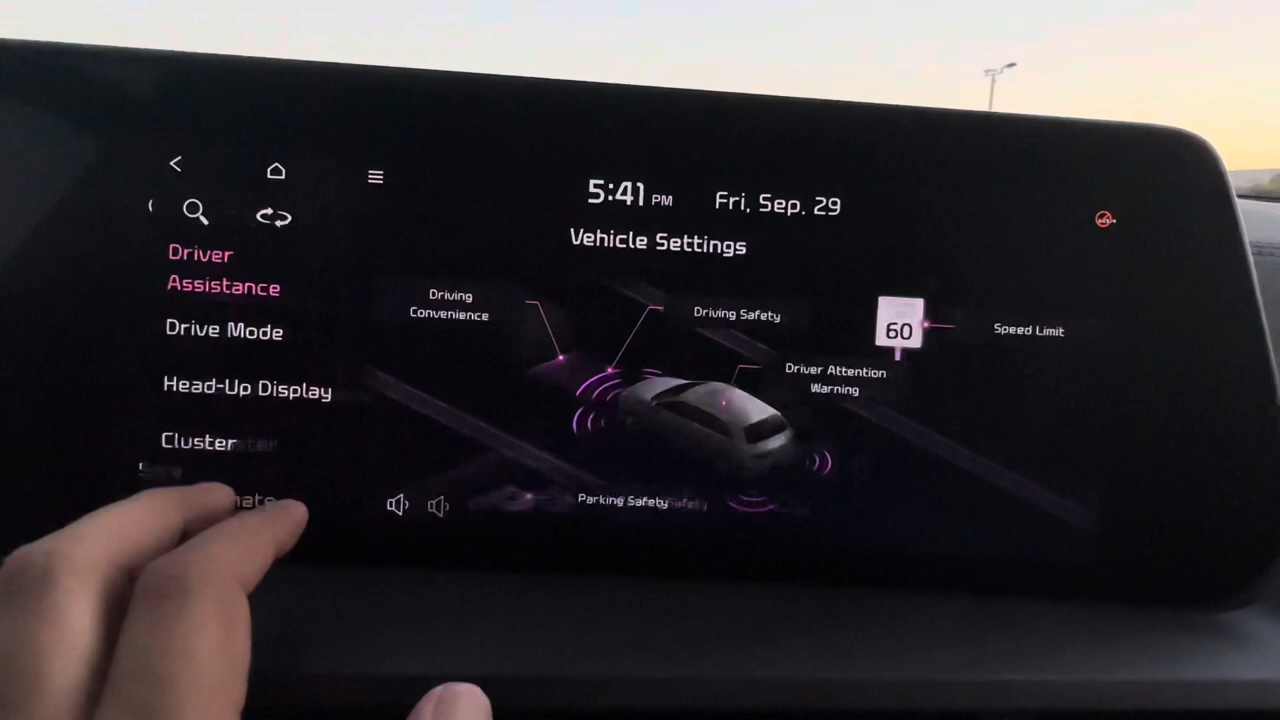 5:41 PM Fri, Sep. 29
Vehicle Settings
Driver
Assistance
Drive Mode
Head-Up Display
Cluster
Driving
Convenience
Driving Safety
60
Speed Limit
Driver Attention
Warning
Parking Safety